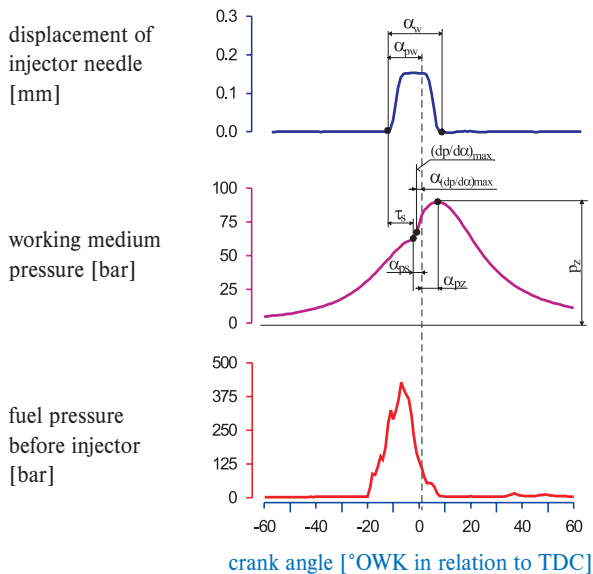 displacement of
injector needle
[mm]
0.3
0.2
0.1
0.0
α_w
α_pw
(dp/dα)_max
α_(dp/dα)max
working medium
pressure [bar]
100
75
50
25
0
τ_s
α_ps
α_pz
p_z
fuel pressure
before injector
[bar]
500
375
250
125
0
-60 -40 -20 0 20 40 60
crank angle [°OWK in relation to TDC]